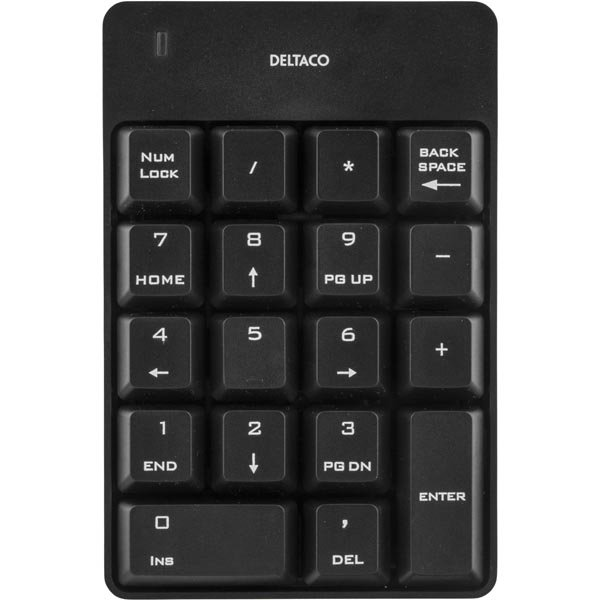 DELTACO
NUM
LOCK
/
*
BACK
SPACE
←
7
HOME
8
↑
9
PG UP
-
4
←
5
6
→
+
1
END
2
↓
3
PG DN
ENTER
0
INS
,
DEL